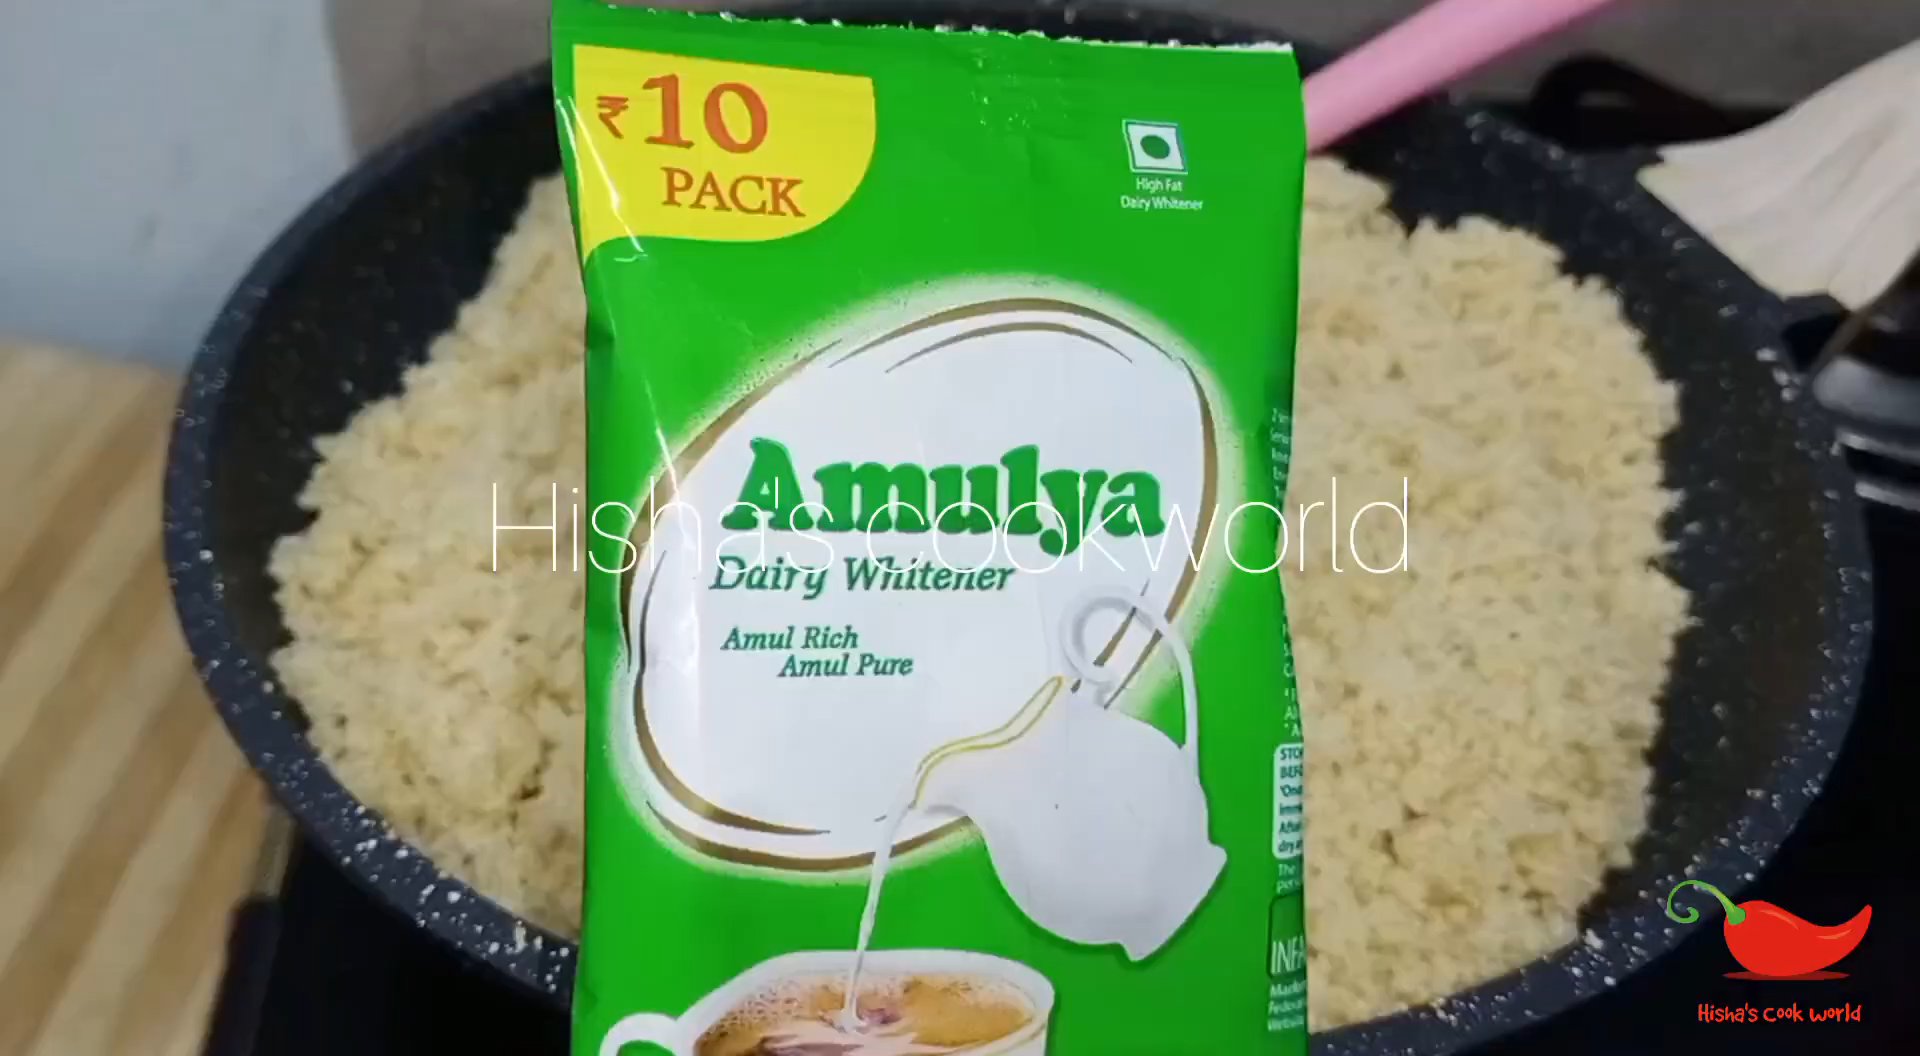 ₹10
PACK
High Fat
Dairy Whitener
Amulya
Hisha's cookworld
Dairy Whitener
Amul Rich
Amul Pure
Hisha's Cook World